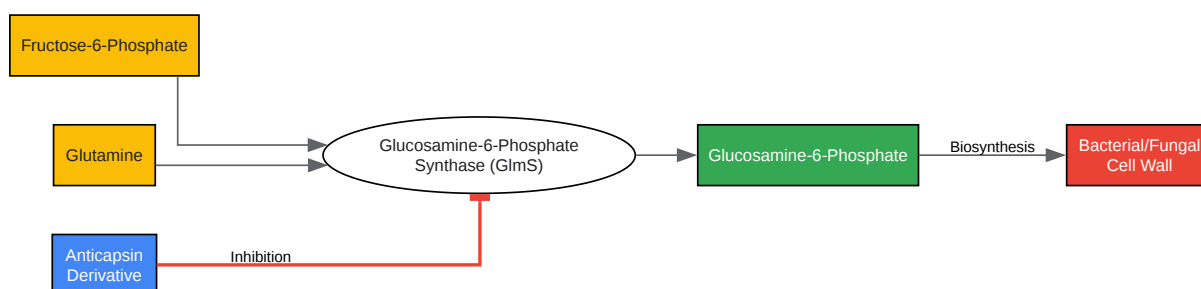 Fructose-6-Phosphate
Glutamine
Glucosamine-6-Phosphate
Synthase (GlmS)
Glucosamine-6-Phosphate
Biosynthesis
Bacterial/Fungal
Cell Wall
Anticapsin
Derivative
Inhibition